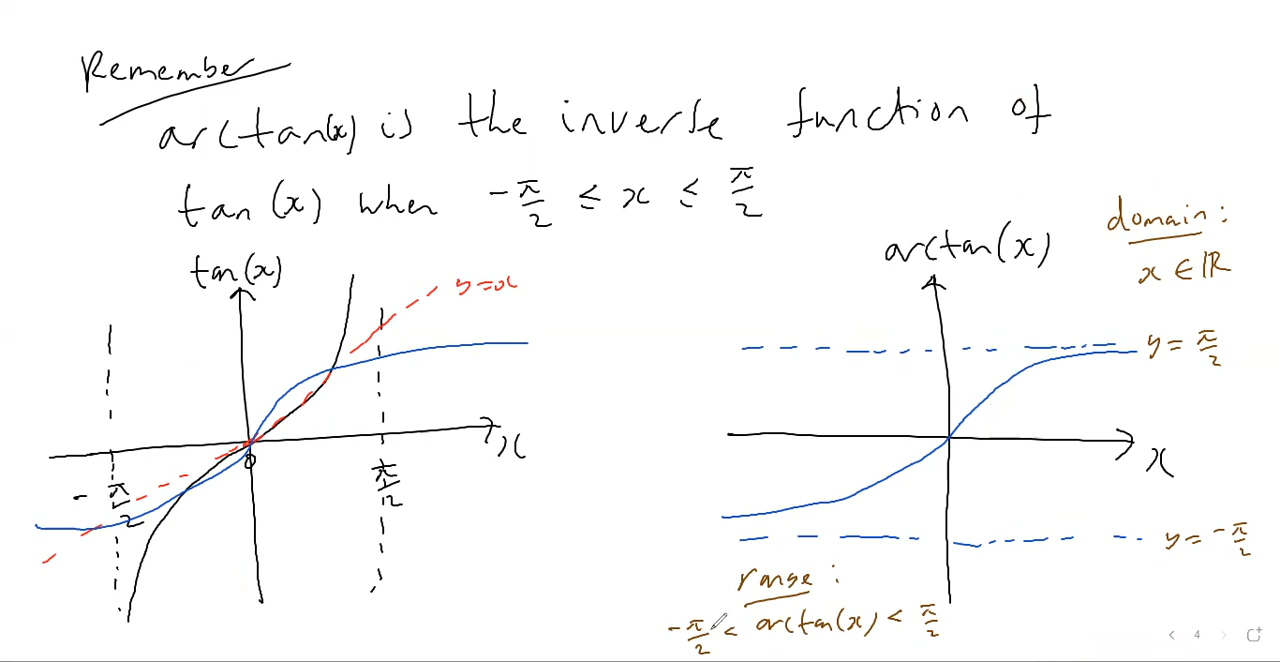 Remember
arctan(x) is the inverse function of
tan(x) when -π/2 ≤ x ≤ π/2
domain:
x ∈ ℝ
tan(x)
y=x
x
0
-π/2
π/2
arctan(x)
y = π/2
x
y = -π/2
range:
-π/2 < arctan(x) < π/2
4